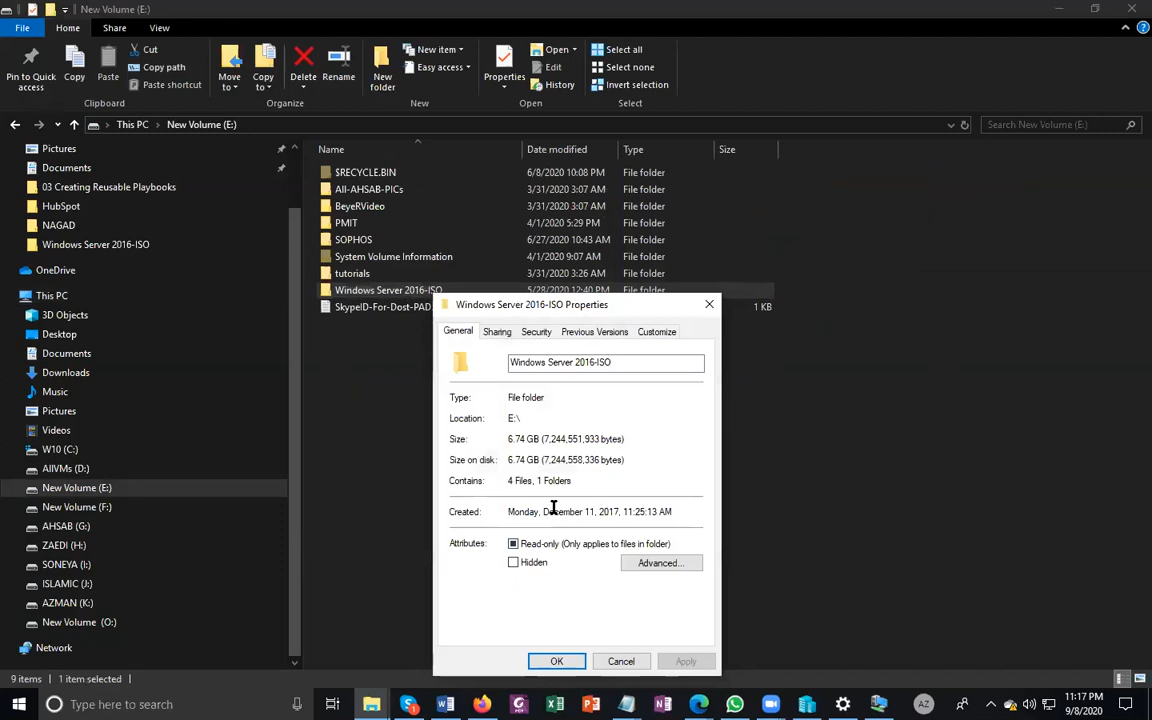 New Volume (E:)
File Home Share View
Pin to Quick access
Copy
Paste
Cut
Copy path
Paste shortcut
Move to
Copy to
Delete
Rename
New folder
New item
Easy access
Properties
Open
Edit
History
Select all
Select none
Invert selection
Clipboard Organize New Open Select
This PC New Volume (E:) Search New Volume (E:)
Name Date modified Type Size
Pictures
Documents
03 Creating Reusable Playbooks
HubSpot
NAGAD
Windows Server 2016-ISO
OneDrive
This PC
3D Objects
Desktop
Documents
Downloads
Music
Pictures
Videos
W10 (C:)
AllVMs (D:)
New Volume (E:)
New Volume (F:)
AHSAB (G:)
ZAEDI (H:)
SONEYA (I:)
ISLAMIC (J:)
AZMAN (K:)
New Volume (O:)
Network
$RECYCLE.BIN 6/8/2020 10:08 PM File folder
All-AHSAB-PICs 3/31/2020 3:07 AM File folder
BeyeRVideo 3/31/2020 3:07 AM File folder
PMIT 4/1/2020 5:29 PM File folder
SOPHOS 6/27/2020 10:43 AM File folder
System Volume Information 4/1/2020 9:07 AM File folder
tutorials 3/31/2020 3:26 AM File folder
Windows Server 2016-ISO 5/28/2020 12:40 PM File folder
SkypeID-For-Dost-PAD 1 KB
Windows Server 2016-ISO Properties
General Sharing Security Previous Versions Customize
Windows Server 2016-ISO
Type: File folder
Location: E:\
Size: 6.74 GB (7,244,551,933 bytes)
Size on disk: 6.74 GB (7,244,558,336 bytes)
Contains: 4 Files, 1 Folders
Created: Monday, December 11, 2017, 11:25:13 AM
Attributes: Read-only (Only applies to files in folder)
Hidden Advanced...
OK Cancel Apply
9 items 1 item selected
Type here to search
AZ
11:17 PM
9/8/2020